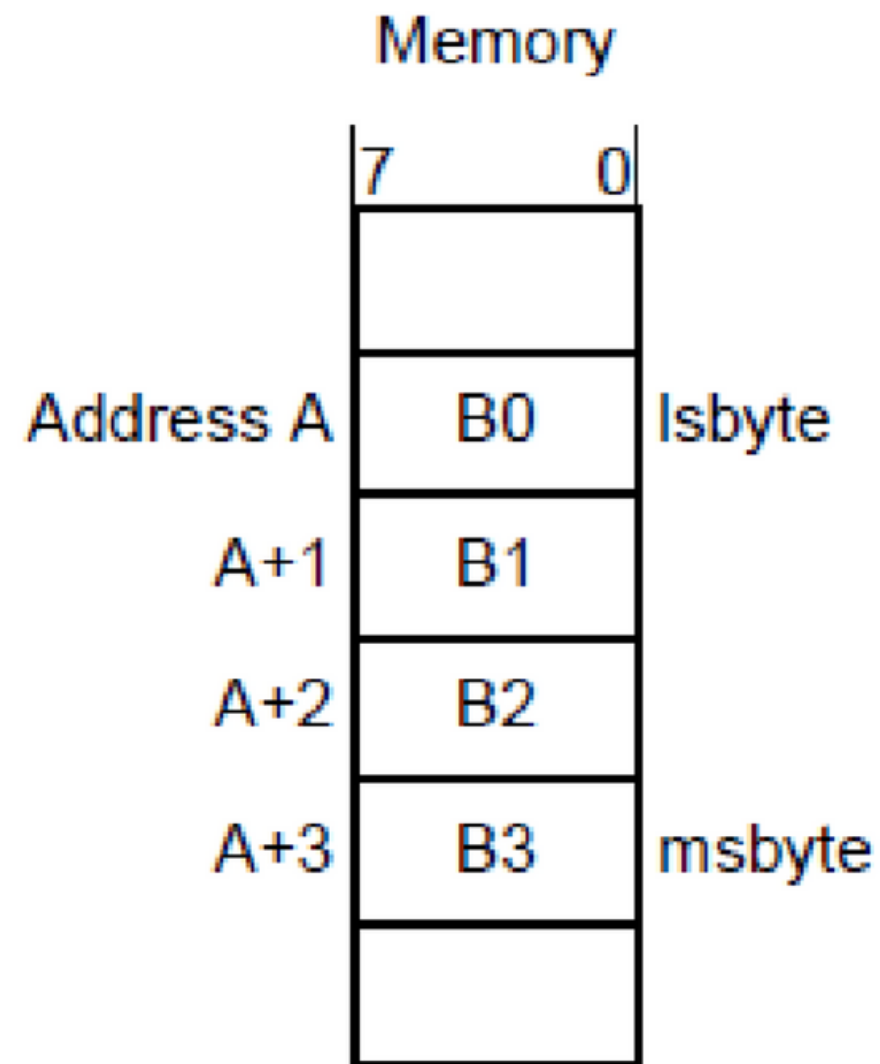 Memory
7 0
Address A B0 lsbyte
A+1 B1
A+2 B2
A+3 B3 msbyte